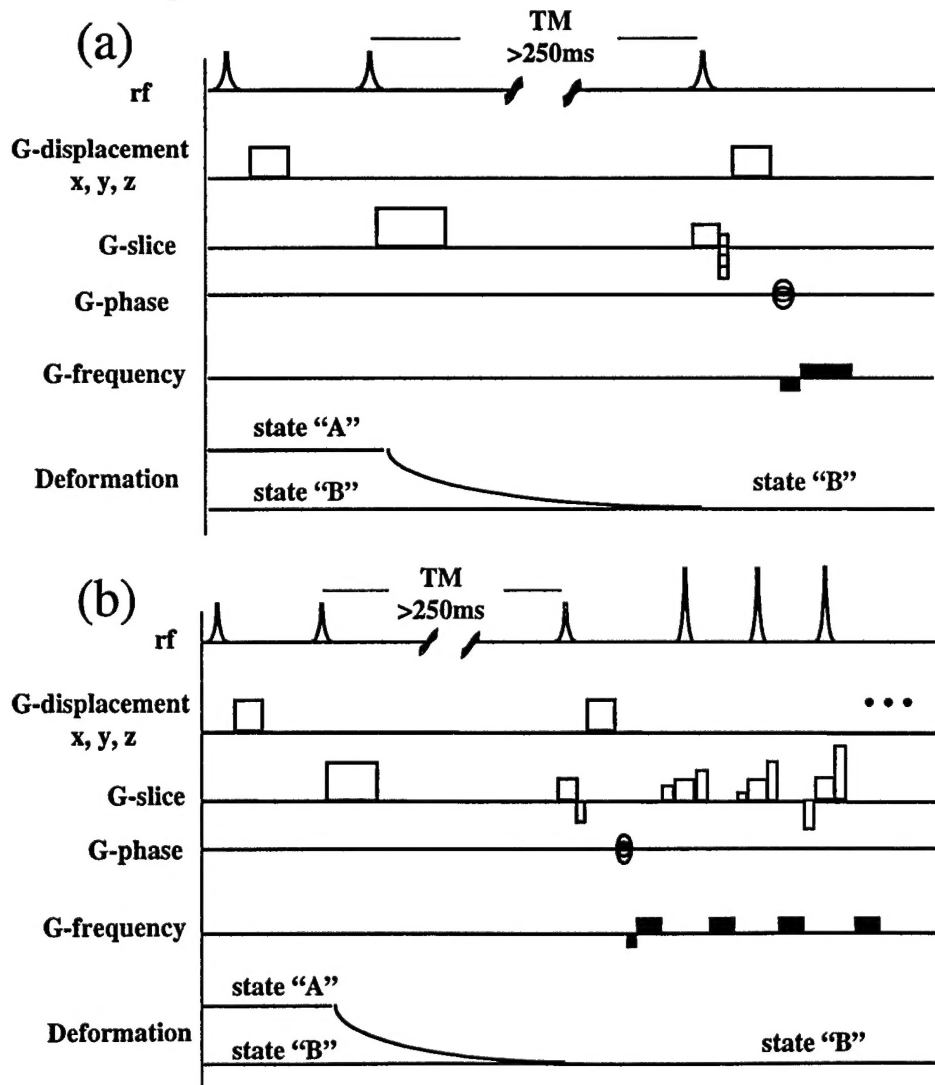 (a)
TM
>250ms
rf
G-displacement
x, y, z
G-slice
G-phase
G-frequency
state “A”
Deformation
state “B”
state “B”
(b)
TM
>250ms
rf
G-displacement
x, y, z
G-slice
G-phase
G-frequency
state “A”
Deformation
state “B”
state “B”